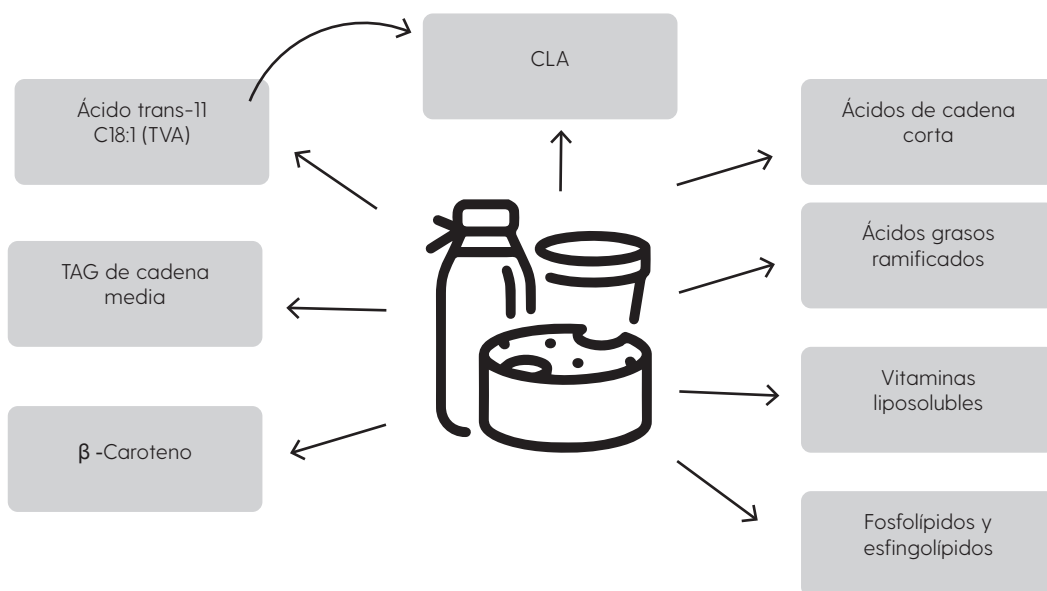 CLA
Ácido trans-11
C18:1 (TVA)
TAG de cadena
media
β -Caroteno
Ácidos de cadena
corta
Ácidos grasos
ramificados
Vitaminas
liposolubles
Fosfolípidos y
esfingolípidos